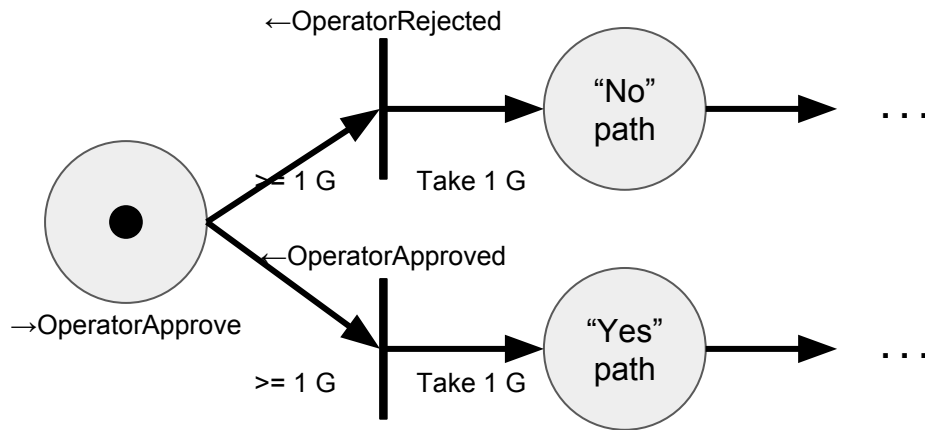 ←OperatorRejected
“No”
path
. . .
>= 1 G
Take 1 G
←OperatorApproved
→OperatorApprove
“Yes”
path
. . .
>= 1 G
Take 1 G